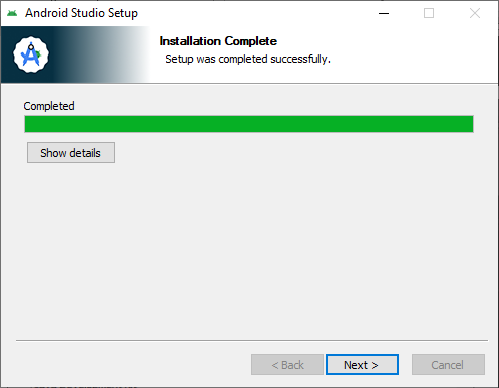 Android Studio Setup
Installation Complete
Setup was completed successfully.
Completed
Show details
< Back
Next >
Cancel